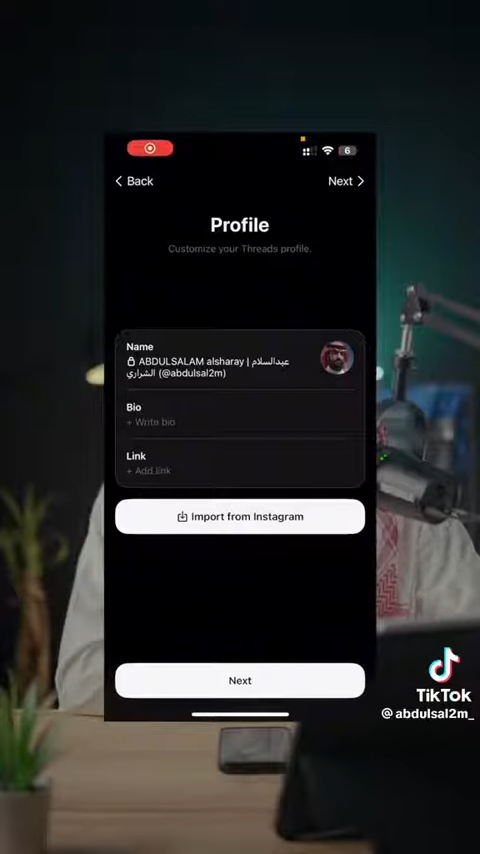 6
Back
Next
Profile
Customize your Threads profile.
Name
ABDULSALAM alsharay | عبدالسلام
الشراري (@abdulsal2m)
Bio
+ Write bio
Link
+ Add link
Import from Instagram
Next
TikTok
@abdulsal2m_